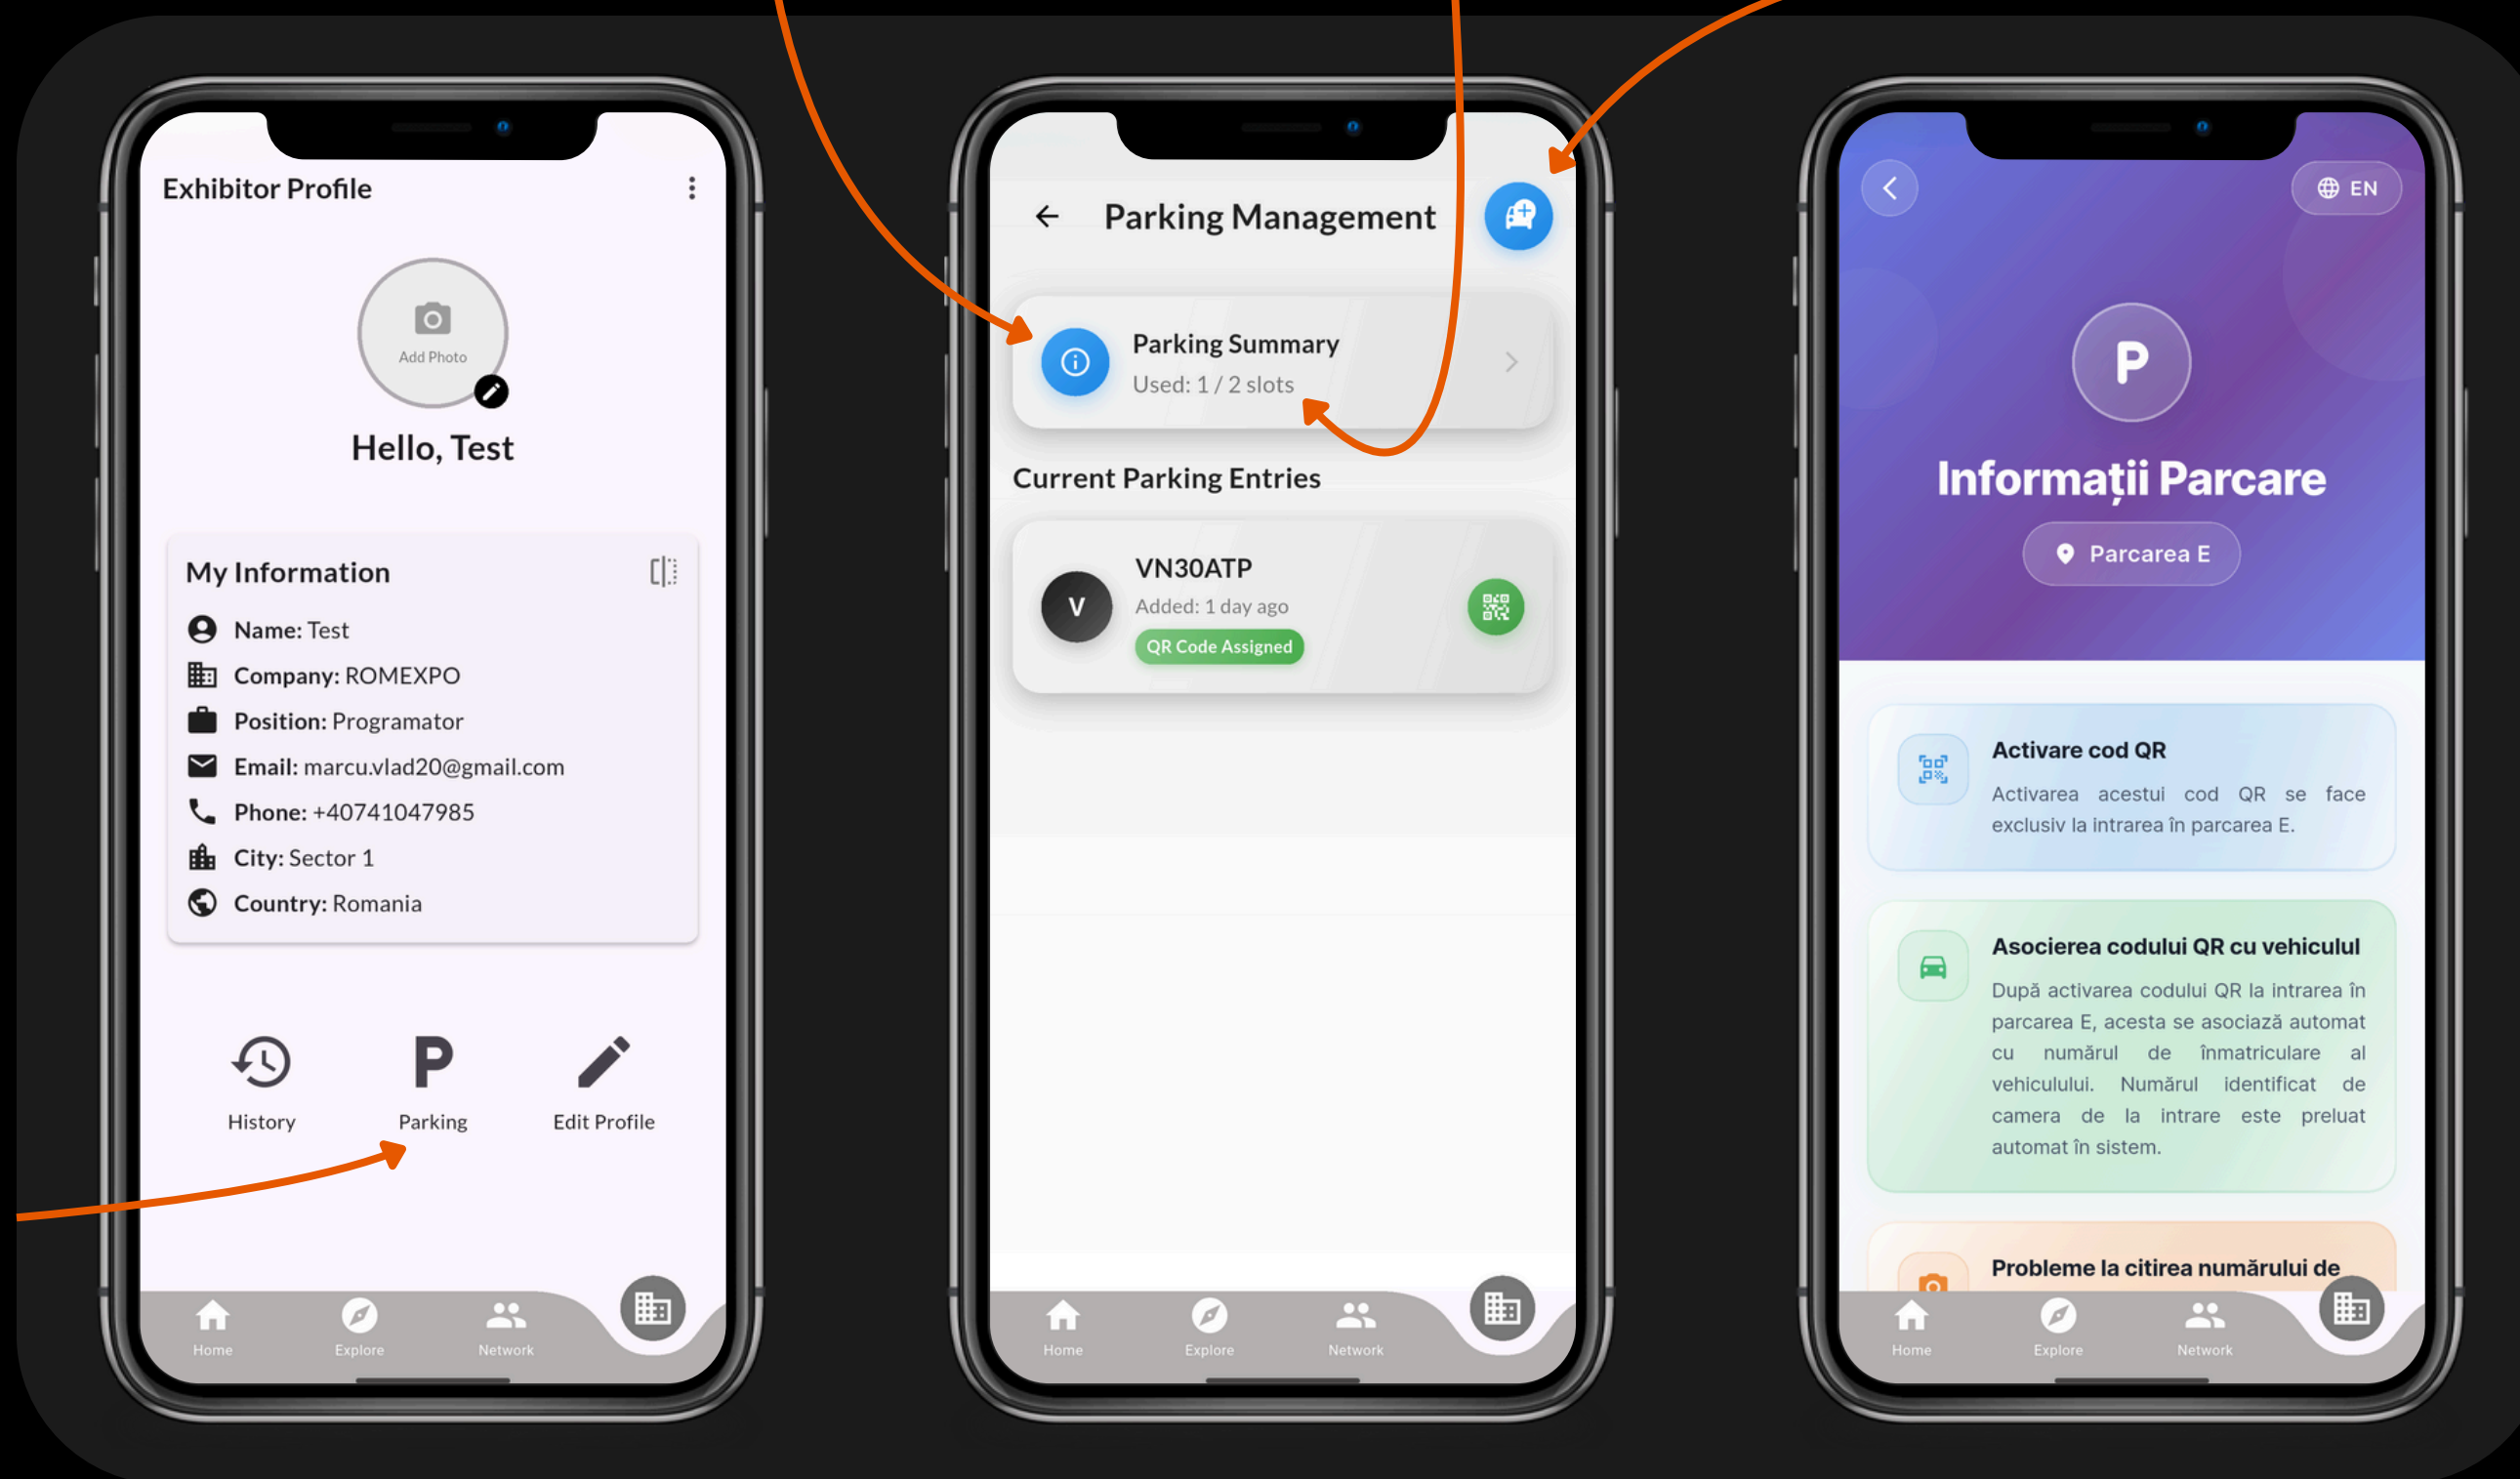 Exhibitor Profile
Add Photo
Hello, Test
My Information
Name: Test
Company: ROMEXPO
Position: Programator
Email: marcu.vlad20@gmail.com
Phone: +40741047985
City: Sector 1
Country: Romania
History
Parking
Edit Profile
Home
Explore
Network
Parking Management
Parking Summary
Used: 1 / 2 slots
Current Parking Entries
V
VN30ATP
Added: 1 day ago
QR Code Assigned
Home
Explore
Network
EN
P
Informații Parcare
Parcarea E
Activare cod QR
Activarea acestui cod QR se face
exclusiv la intrarea în parcarea E.
Asocierea codului QR cu vehiculul
După activarea codului QR la intrarea în
parcarea E, acesta se asociază automat
cu numărul de înmatriculare al
vehiculului. Numărul identificat de
camera de la intrare este preluat
automat în sistem.
Probleme la citirea numărului de
Home
Explore
Network